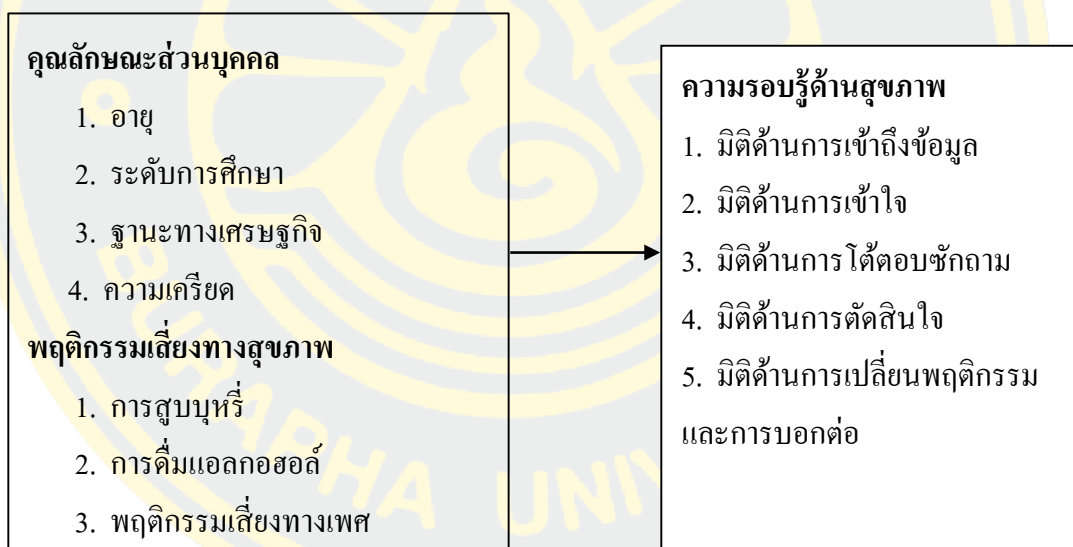 คุณลักษณะส่วนบุคคล
1. อายุ
2. ระดับการศึกษา
3. ฐานะทางเศรษฐกิจ
4. ความเครียด
พฤติกรรมเสี่ยงทางสุขภาพ
1. การสูบบุหรี่
2. การดื่มแอลกอฮอล์
3. พฤติกรรมเสี่ยงทางเพศ
ความรอบรู้ด้านสุขภาพ
1. มิติด้านการเข้าถึงข้อมูล
2. มิติด้านการเข้าใจ
3. มิติด้านการโต้ตอบซักถาม
4. มิติด้านการตัดสินใจ
5. มิติด้านการเปลี่ยนพฤติกรรม
และการบอกต่อ
BURAPHA UNI